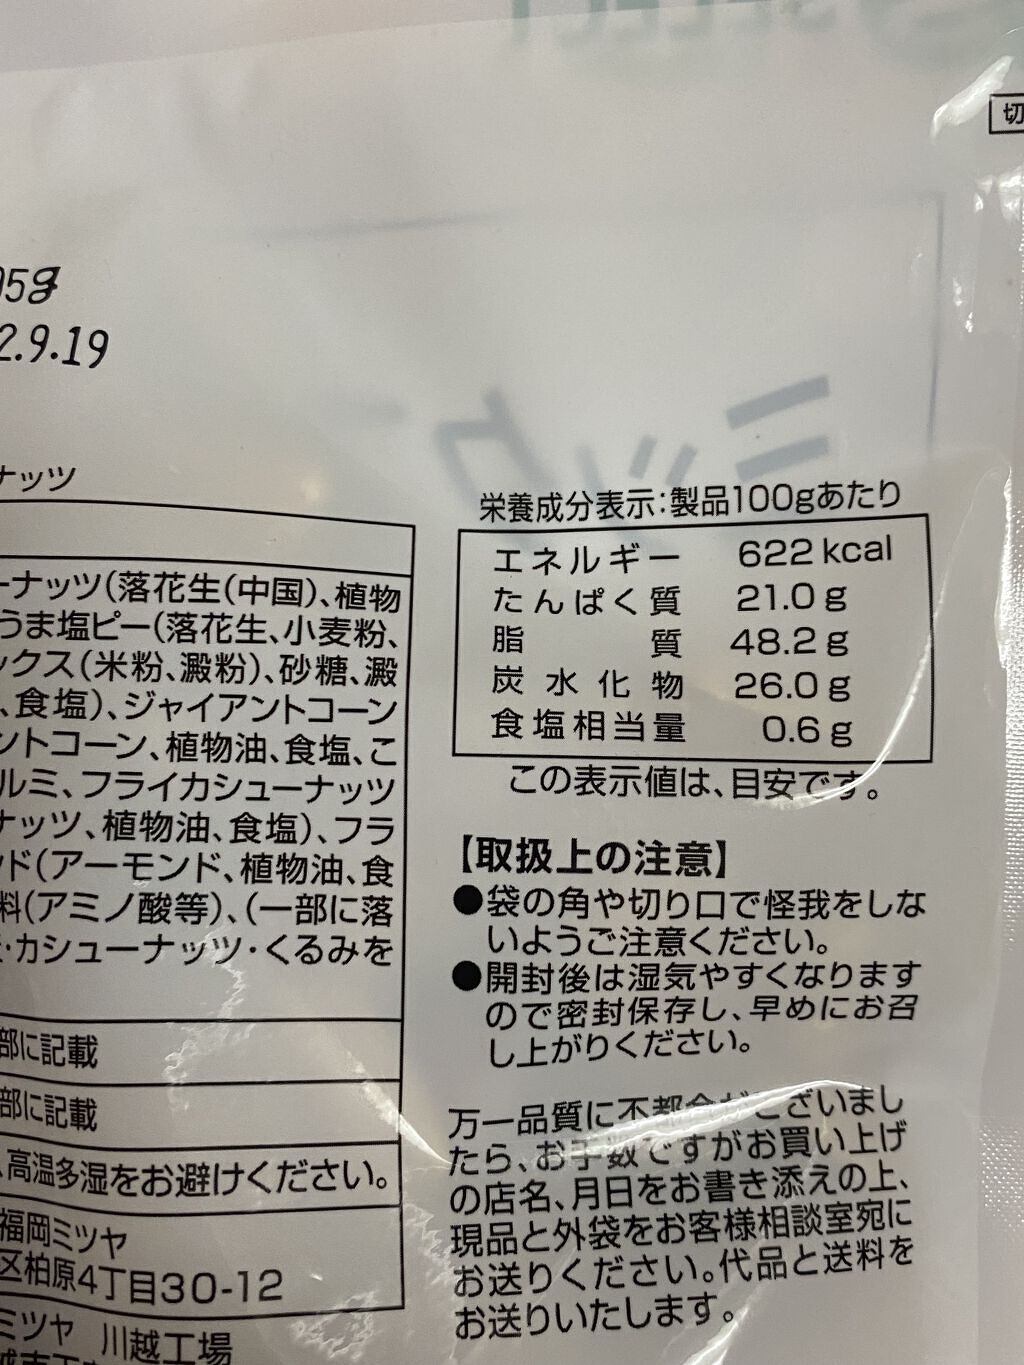 切
5g
2.9.19
ナッツ
ーナッツ(落花生(中国)、植物
うま塩ピー(落花生、小麦粉、
ックス(米粉、澱粉)、砂糖、澱
、食塩)、ジャイアントコーン
ントコーン、植物油、食塩、こ
ルミ、フライカシューナッツ
ナッツ、植物油、食塩)、フラ
ド(アーモンド、植物油、食
料(アミノ酸等)、(一部に落
・カシューナッツ・くるみを
部に記載
部に記載
、高温多湿をお避けください。
福岡ミツヤ
区柏原4丁目30-12
ミツヤ 川越工場
栄養成分表示:製品100gあたり
エネルギー 622 kcal
たんぱく質 21.0 g
脂質 48.2 g
炭水化物 26.0 g
食塩相当量 0.6 g
この表示値は、目安です。
【取扱上の注意】
●袋の角や切り口で怪我をしな
いようご注意ください。
●開封後は湿気やすくなります
ので密封保存し、早めにお召
し上がりください。
万一品質に不都合がございまし
たら、お手数ですがお買い上げ
の店名、月日をお書き添えの上、
現品と外袋をお客様相談室宛に
お送りください。代品と送料を
お送りいたします。